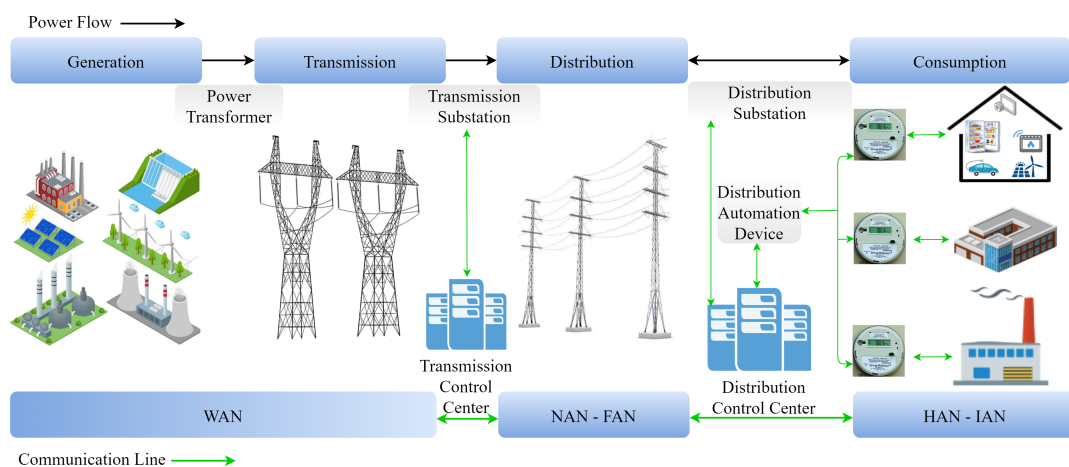 Power Flow
Generation
Transmission
Distribution
Consumption
Power
Transformer
Transmission
Substation
Distribution
Substation
Distribution
Automation
Device
Transmission
Control
Center
Distribution
Control Center
WAN
NAN - FAN
HAN - IAN
Communication Line